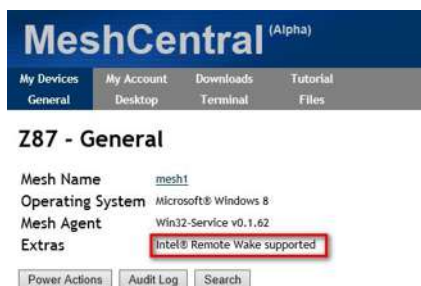 MeshCentral (Alpha)
My Devices My Account Downloads Tutorial
General Desktop Terminal Files
Z87 - General
Mesh Name mesh1
Operating System Microsoft® Windows 8
Mesh Agent Win32-Service v0.1.62
Extras Intel® Remote Wake supported
Power Actions Audit Log Search